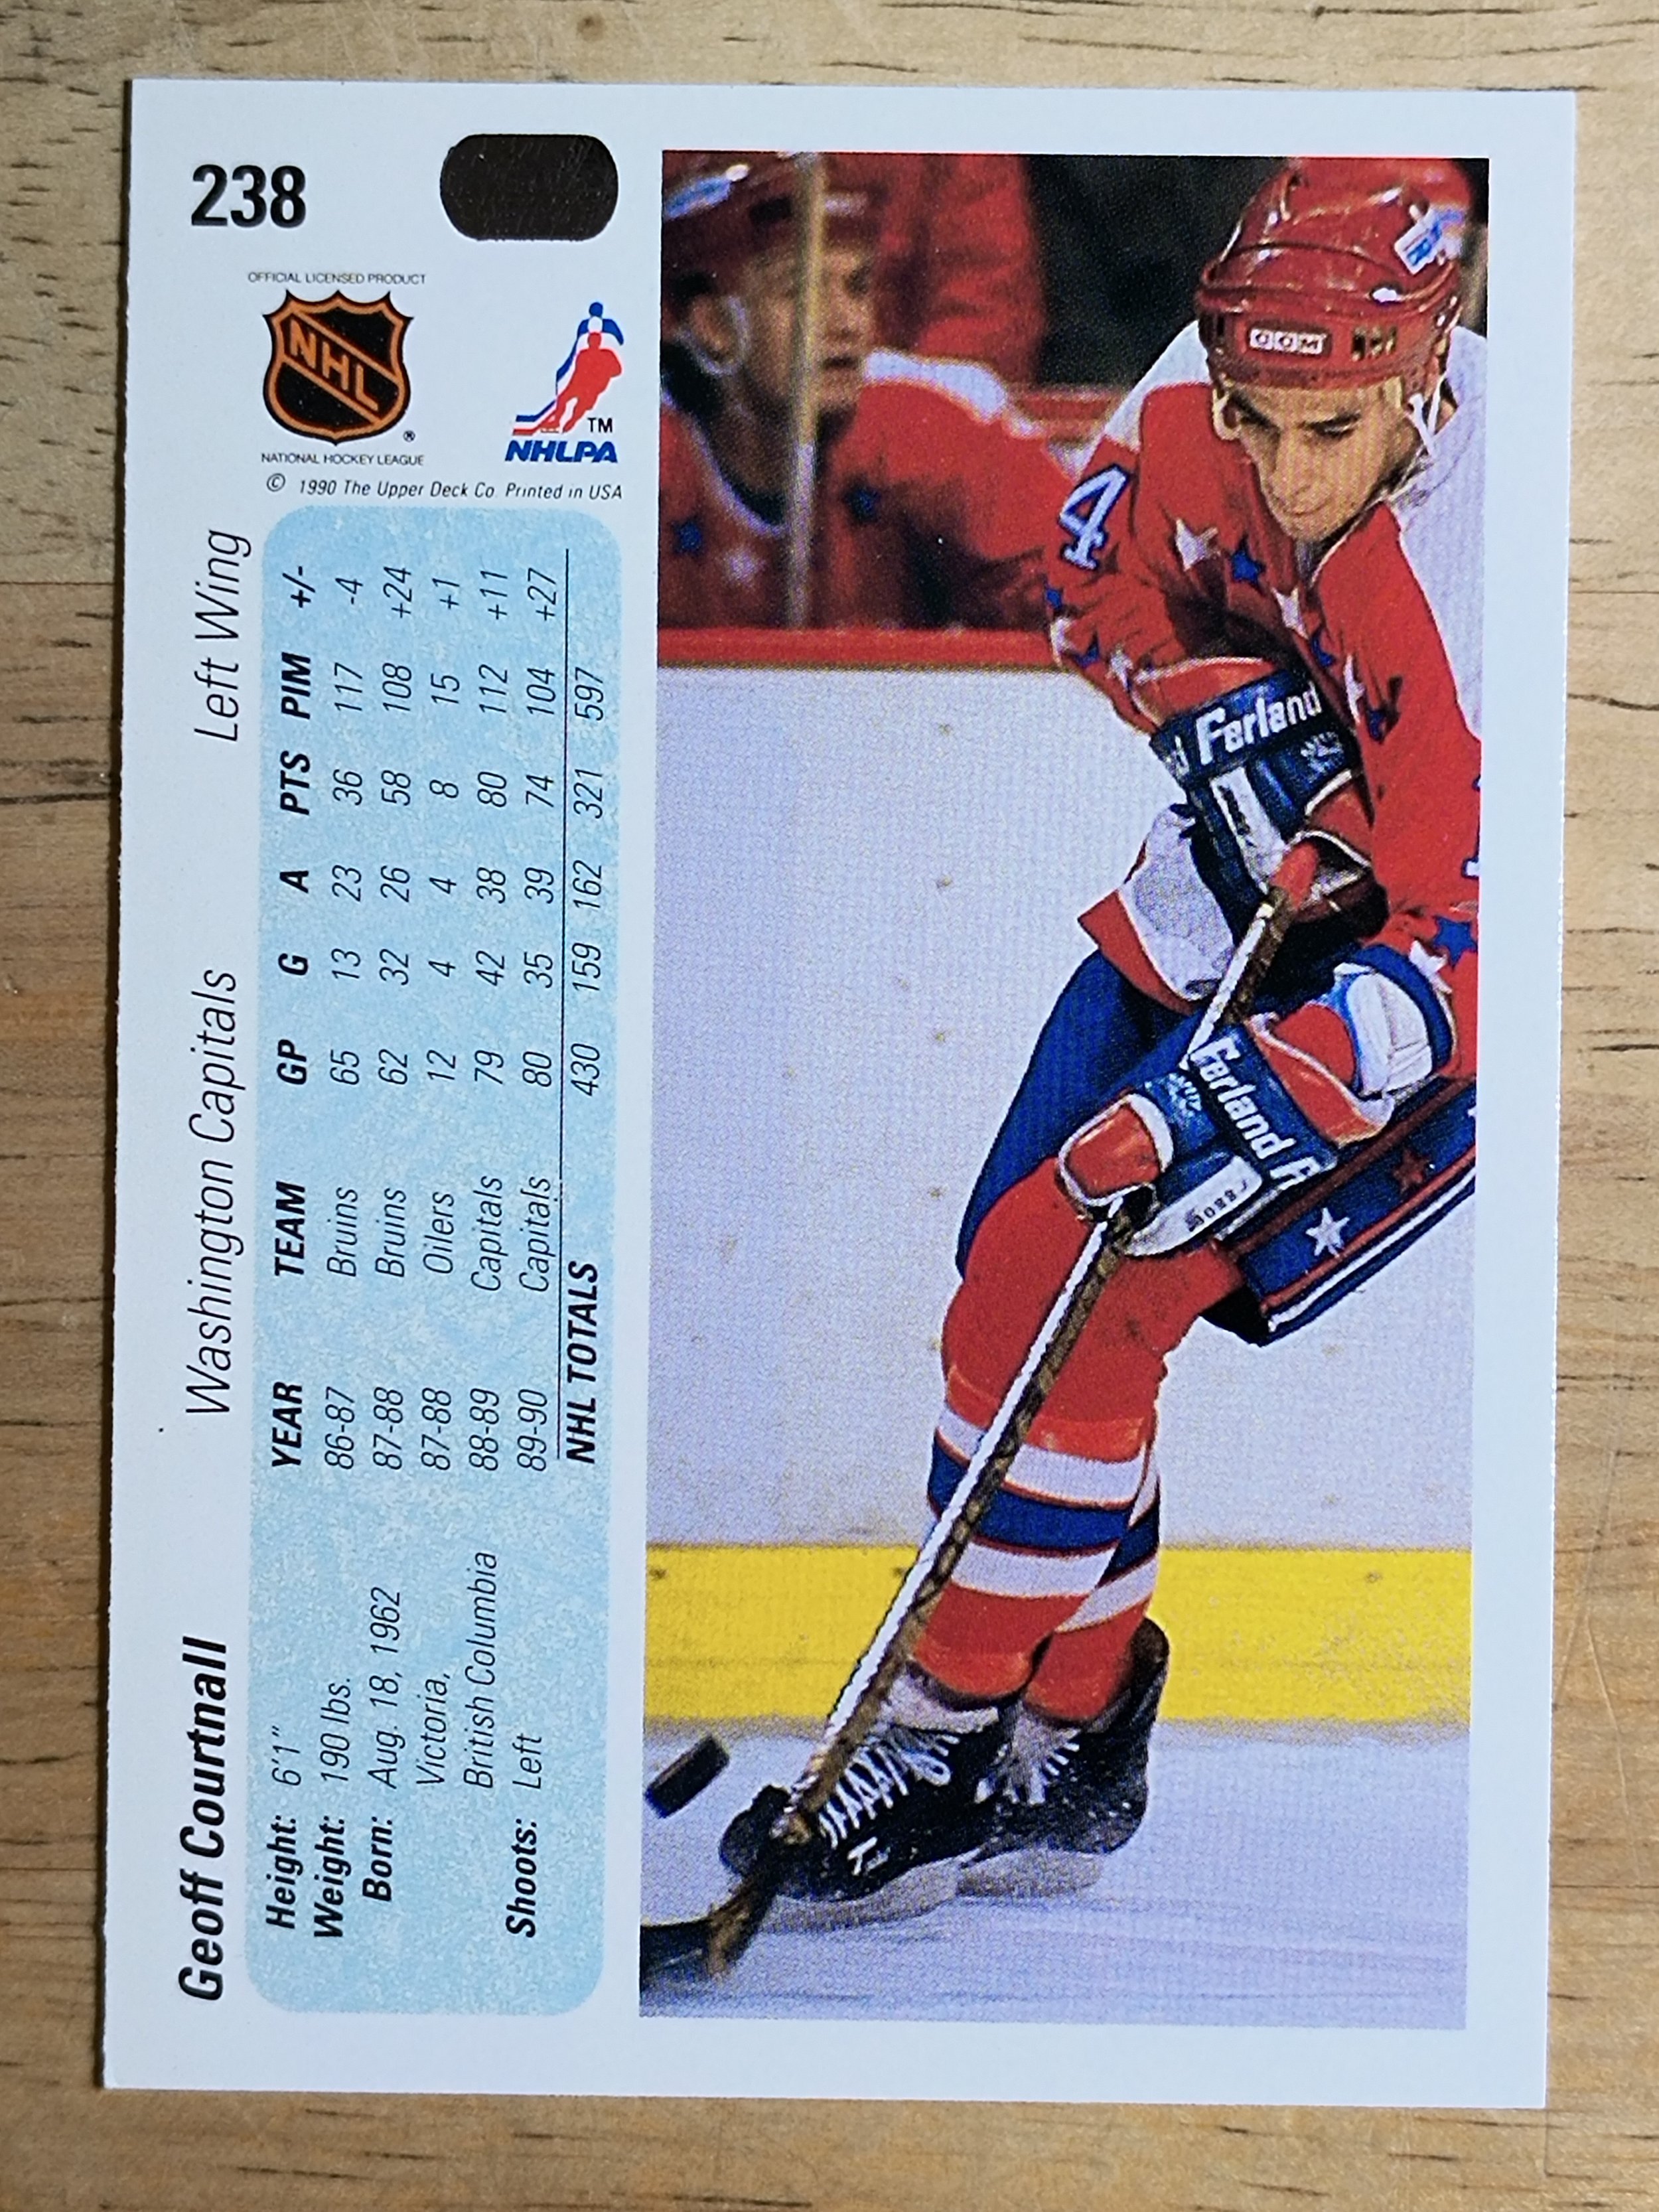 238
OFFICIAL LICENSED PRODUCT
NHL
®
NATIONAL HOCKEY LEAGUE
TM
NHLPA
© 1990 The Upper Deck Co. Printed in USA
Geoff Courtnall Washington Capitals Left Wing
Height: 6'1"
Weight: 190 lbs.
Born: Aug. 18, 1962
Victoria,
British Columbia
Shoots: Left
YEAR TEAM GP G A PTS PIM +/-
86-87 Bruins 65 13 23 36 117 -4
87-88 Bruins 62 32 26 58 108 +24
87-88 Oilers 12 4 4 8 15 +1
88-89 Capitals 79 42 38 80 112 +11
89-90 Capitals 80 35 39 74 104 +27
NHL TOTALS 430 159 162 321 597
CCM
4
Ferland
Ferland